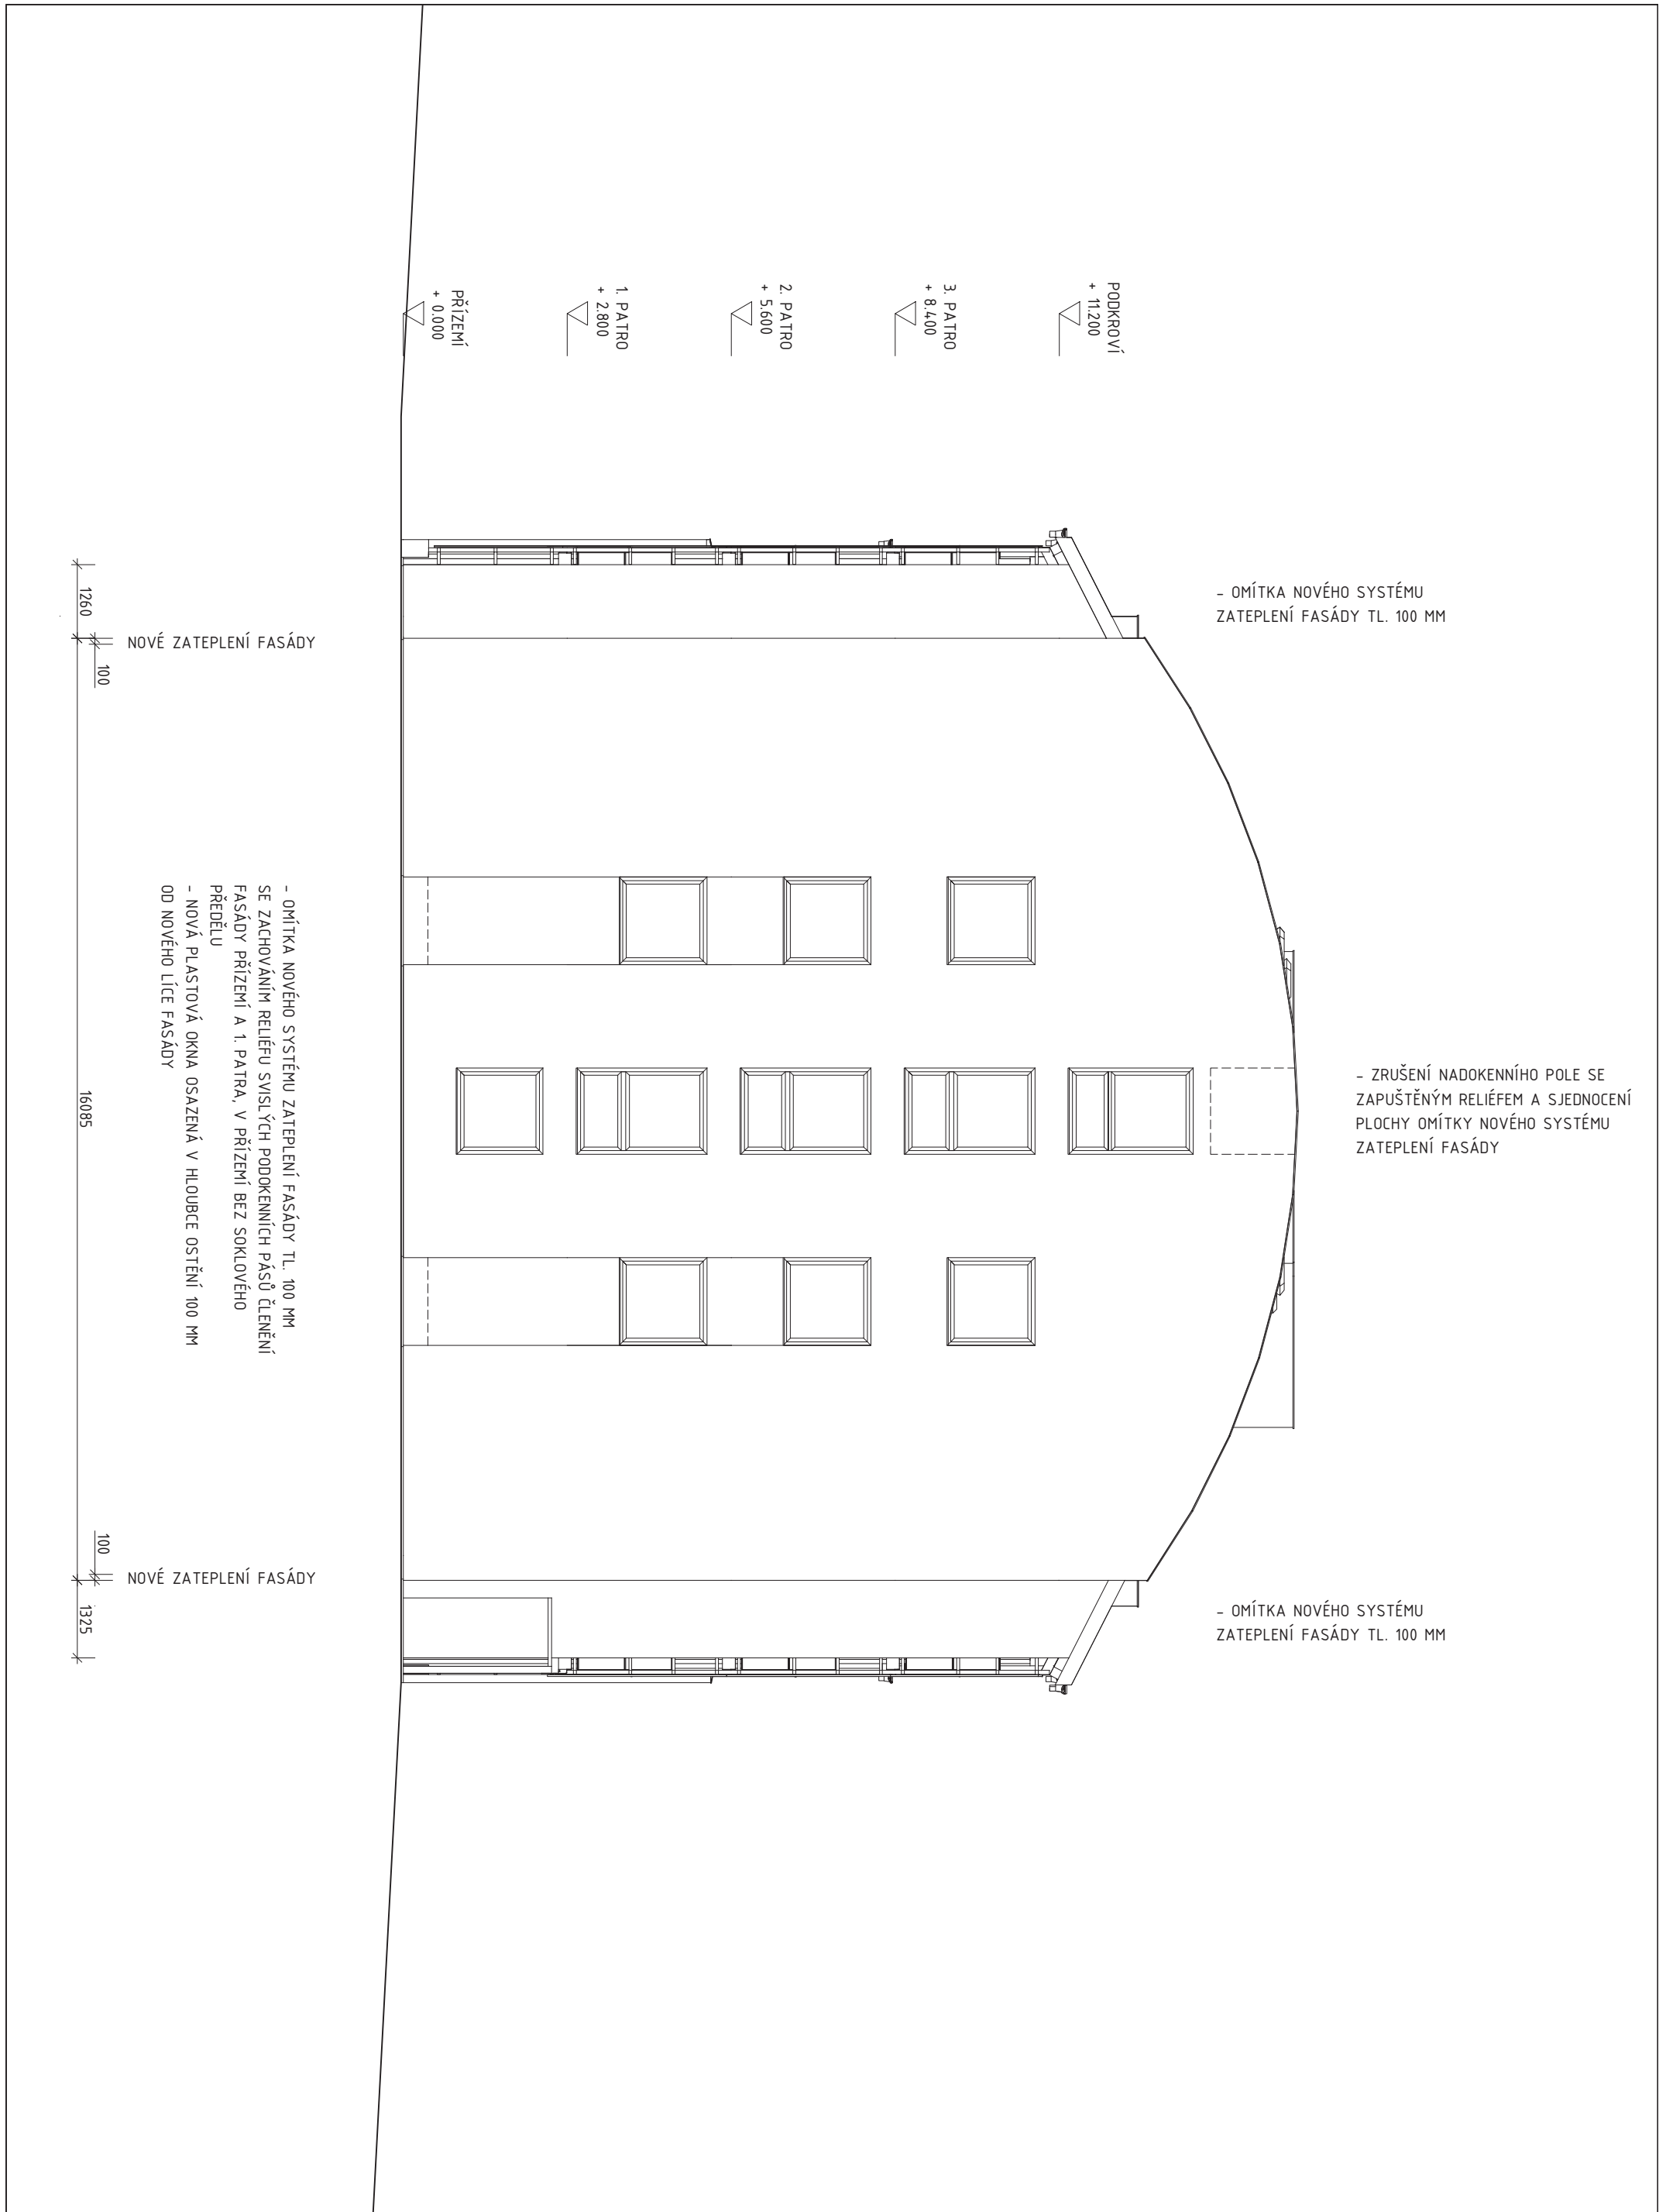 PODKROVÍ
+ 11.200
3. PATRO
+ 8.400
2. PATRO
+ 5.600
1. PATRO
+ 2.800
PŘÍZEMÍ
+ 0.000
- OMÍTKA NOVÉHO SYSTÉMU
ZATEPLENÍ FASÁDY TL. 100 MM
- ZRUŠENÍ NADOKENNÍHO POLE SE
ZAPUŠTĚNÝM RELIÉFEM A SJEDNOCENÍ
PLOCHY OMÍTKY NOVÉHO SYSTÉMU
ZATEPLENÍ FASÁDY
- OMÍTKA NOVÉHO SYSTÉMU
ZATEPLENÍ FASÁDY TL. 100 MM
NOVÉ ZATEPLENÍ FASÁDY
- OMÍTKA NOVÉHO SYSTÉMU ZATEPLENÍ FASÁDY TL. 100 MM
SE ZACHOVÁNÍM RELIÉFU SVISLÝCH PODOKENNÍCH PÁSŮ ČLENĚNÍ
FASÁDY PŘÍZEMÍ A 1. PATRA, V PŘÍZEMÍ BEZ SOKLOVÉHO
PŘEDĚLU
- NOVÁ PLASTOVÁ OKNA OSAZENÁ V HLOUBCE OSTĚNÍ 100 MM
OD NOVÉHO LÍCE FASÁDY
NOVÉ ZATEPLENÍ FASÁDY
100
100
1260
16085
1325